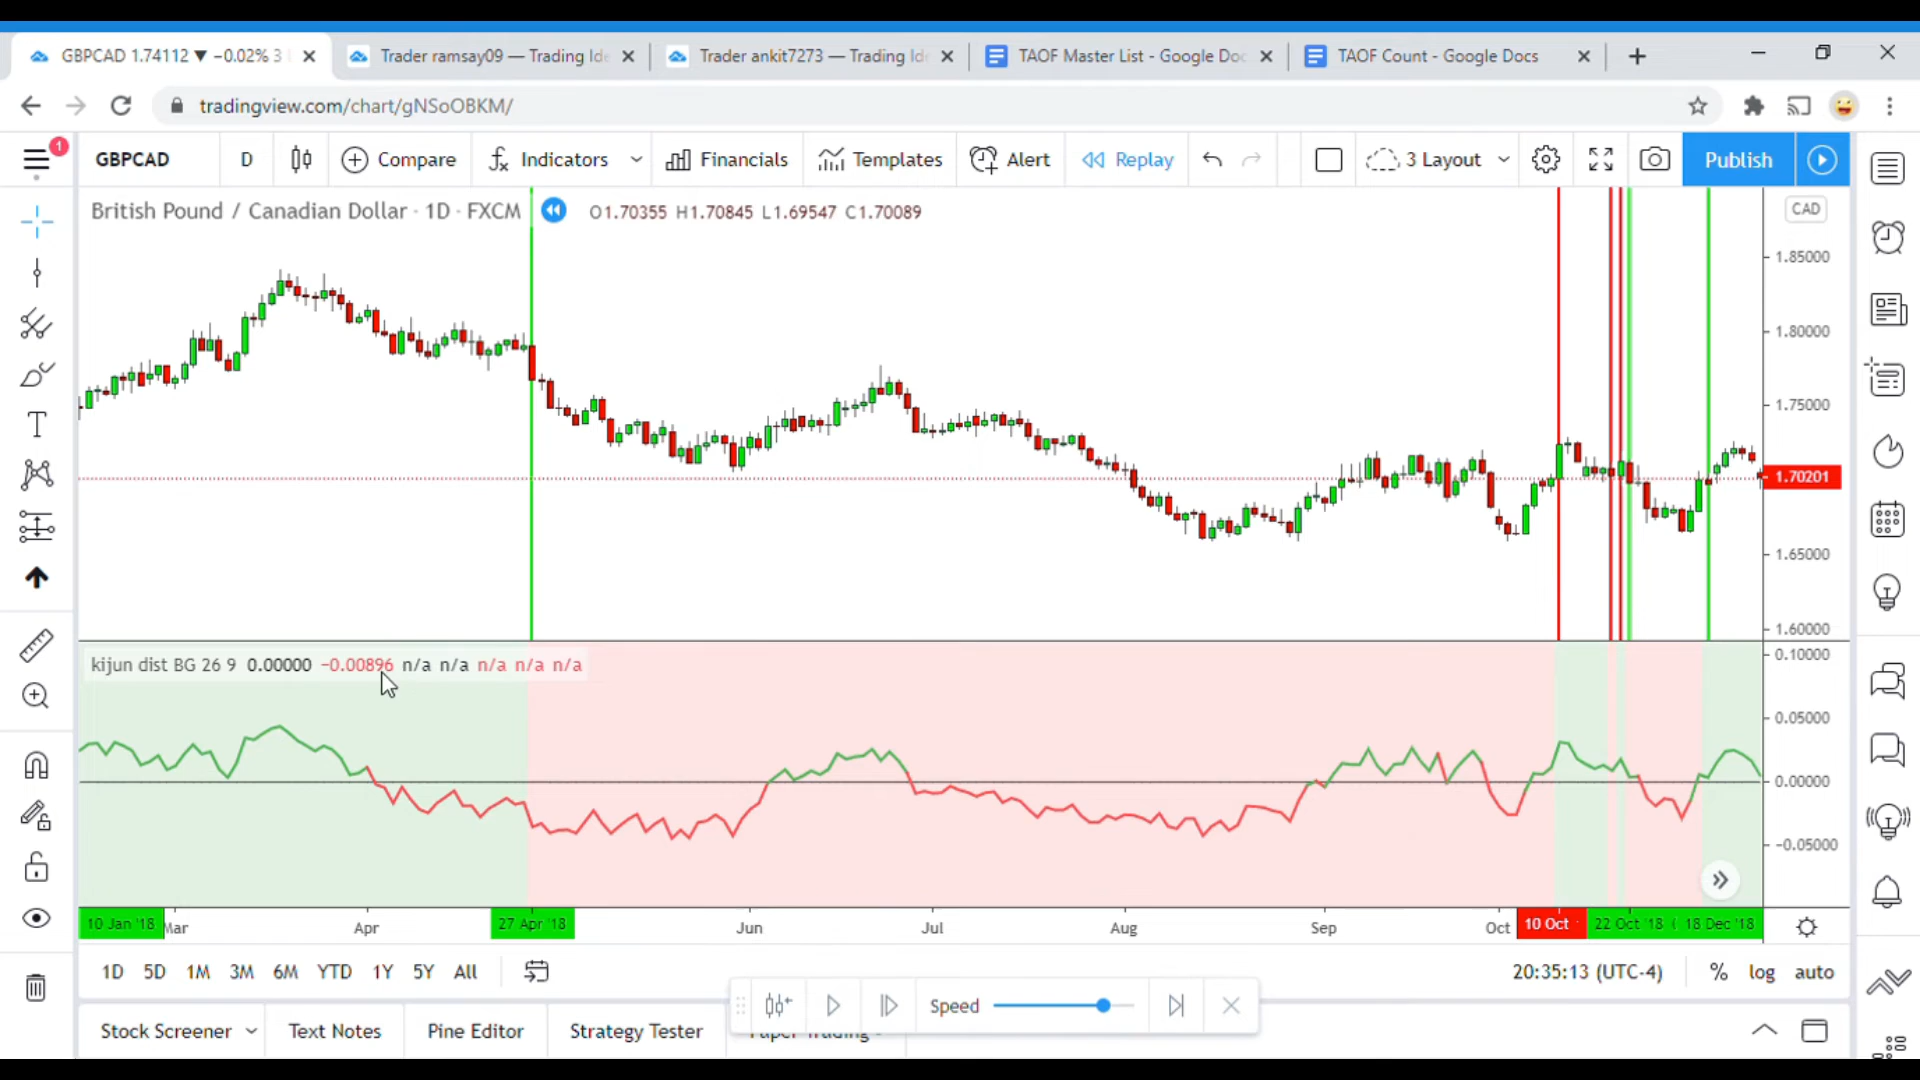 GBPCAD 1.74112 ▼ −0.02% 3
Trader ramsay09 — Trading Ide
Trader ankit7273 — Trading Id
TAOF Master List - Google Doc
TAOF Count - Google Docs
tradingview.com/chart/gNSoOBKM/
1
GBPCAD
D
Compare
Indicators
Financials
Templates
Alert
Replay
3 Layout
Publish
British Pound / Canadian Dollar · 1D · FXCM
O1.70355 H1.70845 L1.69547 C1.70089
CAD
1.85000
1.80000
1.75000
1.70201
1.65000
1.60000
kijun dist BG 26 9 0.00000 −0.00896 n/a n/a n/a n/a n/a
0.10000
0.05000
0.00000
−0.05000
10 Jan '18
Mar
Apr
27 Apr '18
Jun
Jul
Aug
Sep
Oct
10 Oct
22 Oct '18
18 Dec '18
1D 5D 1M 3M 6M YTD 1Y 5Y All
20:35:13 (UTC-4)
% log auto
Speed
Stock Screener
Text Notes
Pine Editor
Strategy Tester
Paper Trading